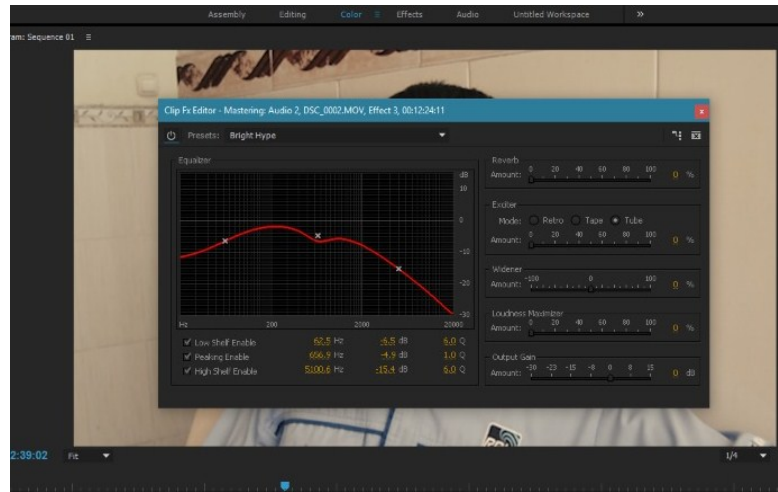 Assembly Editing Color Effects Audio Untitled Workspace »
ram: Sequence 01
Clip Fx Editor - Mastering: Audio 2, DSC_0002.MOV, Effect 3, 00:12:24:11 x
Presets: Bright Hype
Equalizer
dB
10
0
-10
-20
-30
Hz 200 2000 20000
Low Shelf Enable 62.5 Hz -6.5 dB 6.0 Q
Peaking Enable 656.9 Hz -4.9 dB 1.0 Q
High Shelf Enable 5100.6 Hz -15.4 dB 6.0 Q
Reverb
0 20 40 60 80 100
Amount: 0 %
Exciter
Mode: Retro Tape Tube
0 20 40 60 80 100
Amount: 0 %
Widener
-100 0 100
Amount: 0 %
Loudness Maximizer
0 20 40 60 80 100
Amount: 0 %
Output Gain
-30 -23 -15 -8 0 8 15
Amount: 0 dB
2:39:02 Fit 1/4